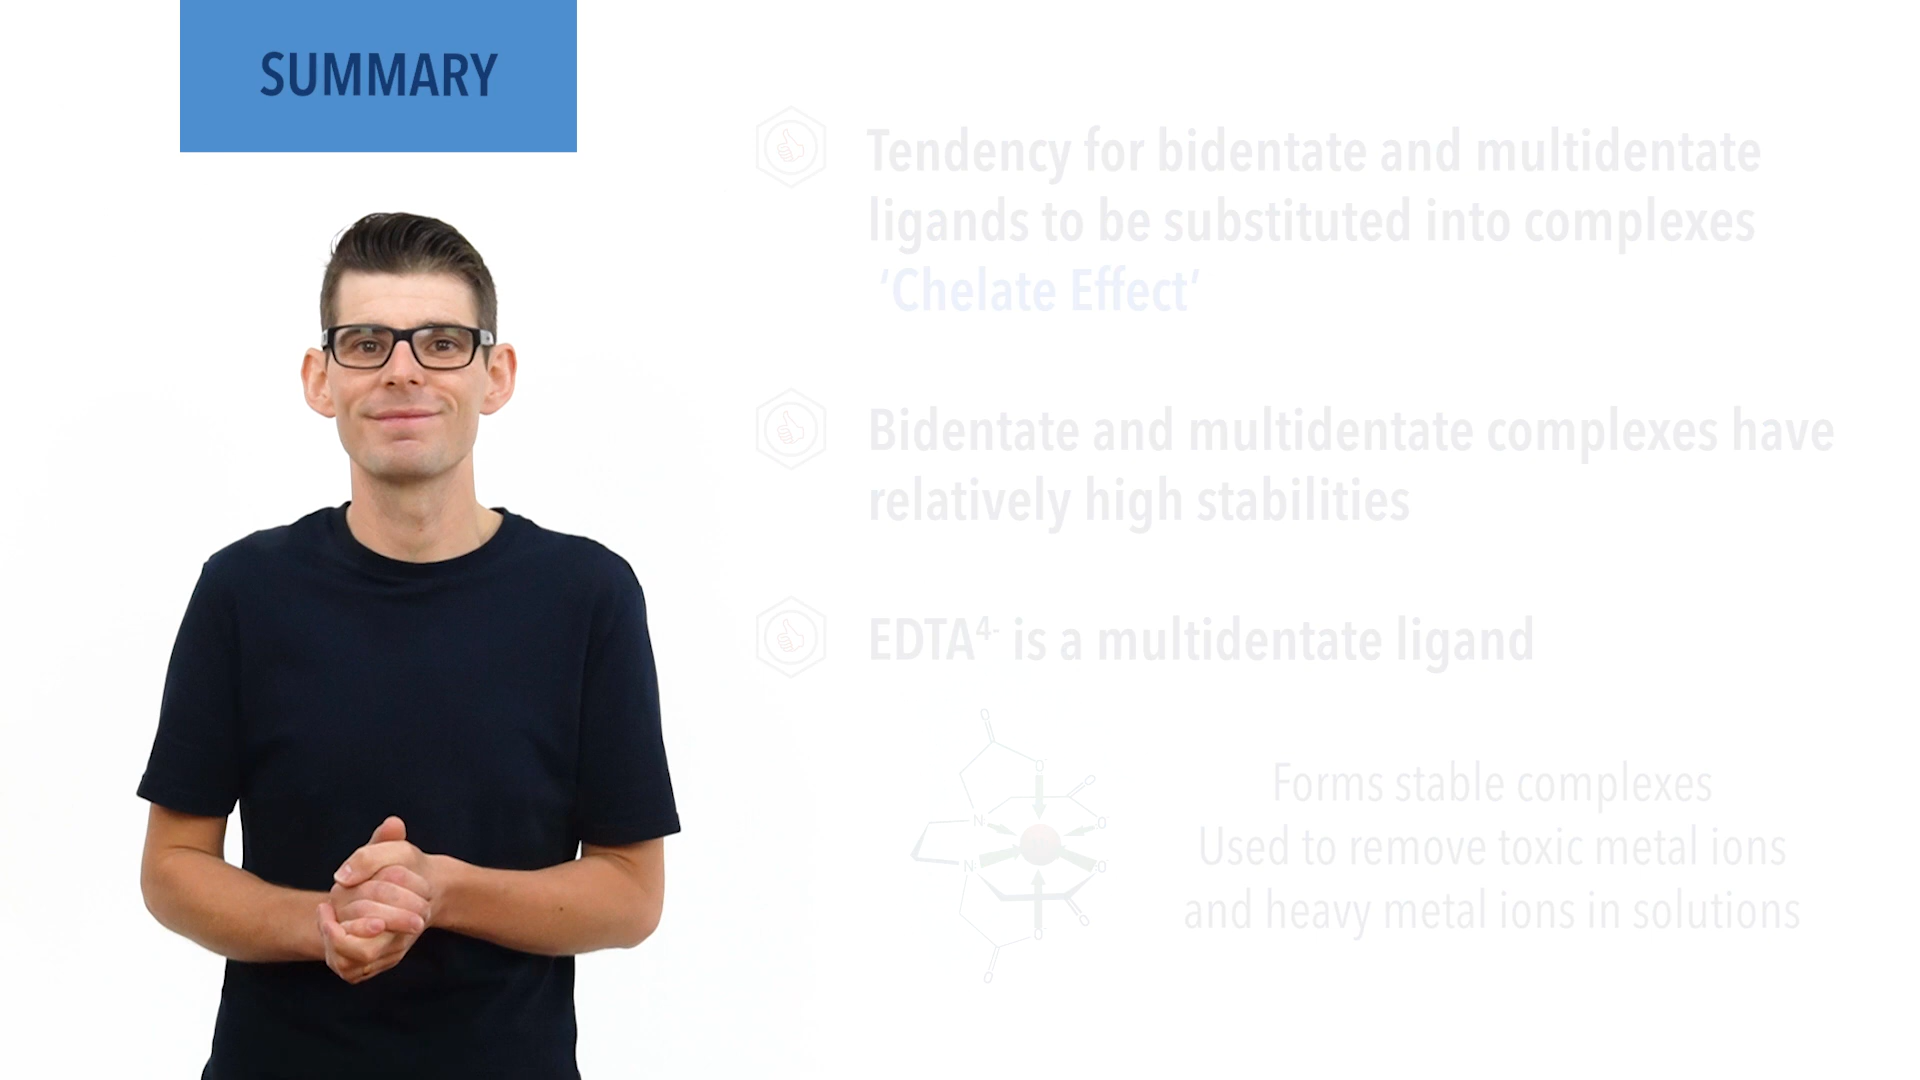 SUMMARY
Tendency for bidentate and multidentate
ligands to be substituted into complexes
‘Chelate Effect’
Bidentate and multidentate complexes have
relatively high stabilities
EDTA⁴⁻ is a multidentate ligand
O
O
O
N
O⁻
N
O
O
O⁻
O
Forms stable complexes
Used to remove toxic metal ions
and heavy metal ions in solutions